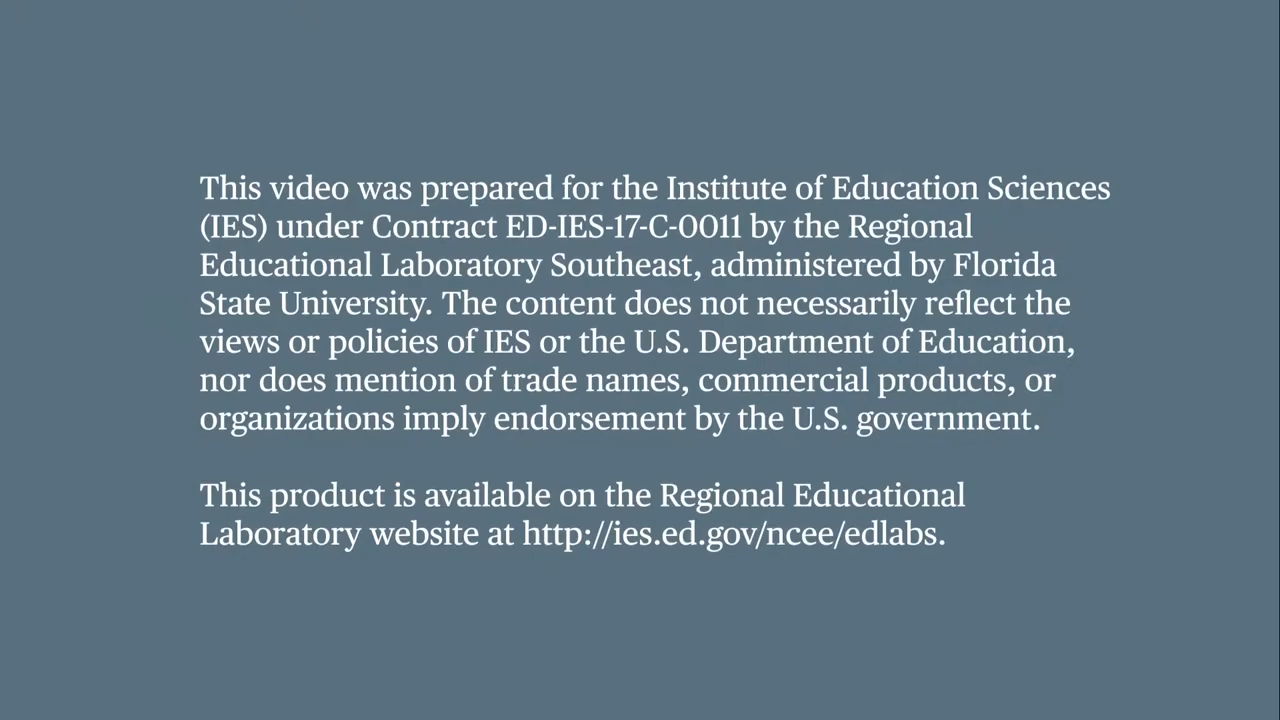 This video was prepared for the Institute of Education Sciences
(IES) under Contract ED-IES-17-C-0011 by the Regional
Educational Laboratory Southeast, administered by Florida
State University. The content does not necessarily reflect the
views or policies of IES or the U.S. Department of Education,
nor does mention of trade names, commercial products, or
organizations imply endorsement by the U.S. government.
This product is available on the Regional Educational
Laboratory website at http://ies.ed.gov/ncee/edlabs.